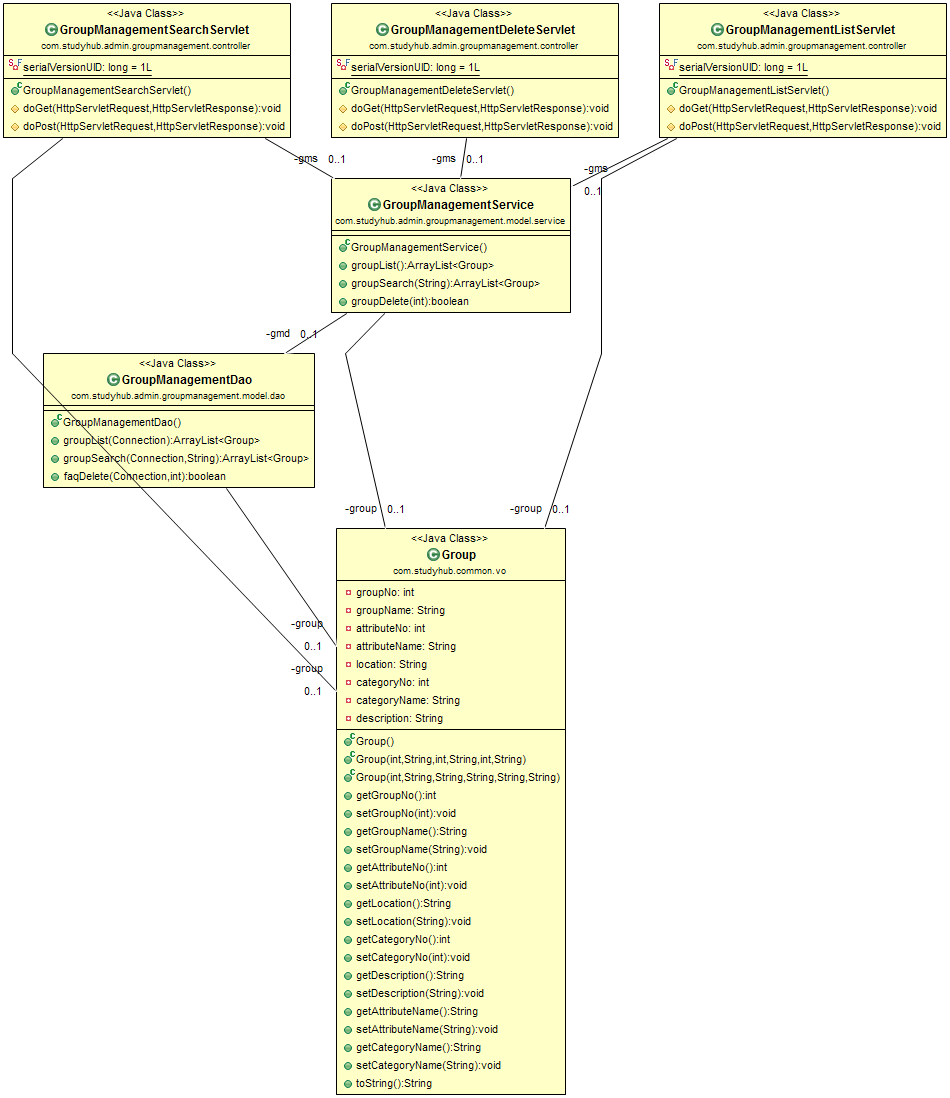 <<Java Class>>
GroupManagementSearchServlet
com.studyhub.admin.groupmanagement.controller
serialVersionUID: long = 1L
GroupManagementSearchServlet()
doGet(HttpServletRequest,HttpServletResponse):void
doPost(HttpServletRequest,HttpServletResponse):void
<<Java Class>>
GroupManagementDeleteServlet
com.studyhub.admin.groupmanagement.controller
serialVersionUID: long = 1L
GroupManagementDeleteServlet()
doGet(HttpServletRequest,HttpServletResponse):void
doPost(HttpServletRequest,HttpServletResponse):void
<<Java Class>>
GroupManagementListServlet
com.studyhub.admin.groupmanagement.controller
serialVersionUID: long = 1L
GroupManagementListServlet()
doGet(HttpServletRequest,HttpServletResponse):void
doPost(HttpServletRequest,HttpServletResponse):void
-gms 0..1
-gms 0..1
-gms
0..1
<<Java Class>>
GroupManagementService
com.studyhub.admin.groupmanagement.model.service
GroupManagementService()
groupList():ArrayList<Group>
groupSearch(String):ArrayList<Group>
groupDelete(int):boolean
-gmd 0..1
<<Java Class>>
GroupManagementDao
com.studyhub.admin.groupmanagement.model.dao
GroupManagementDao()
groupList(Connection):ArrayList<Group>
groupSearch(Connection,String):ArrayList<Group>
faqDelete(Connection,int):boolean
-group 0..1
-group 0..1
-group
0..1
-group
0..1
<<Java Class>>
Group
com.studyhub.common.vo
groupNo: int
groupName: String
attributeNo: int
attributeName: String
location: String
categoryNo: int
categoryName: String
description: String
Group()
Group(int,String,int,String,int,String)
Group(int,String,String,String,String,String)
getGroupNo():int
setGroupNo(int):void
getGroupName():String
setGroupName(String):void
getAttributeNo():int
setAttributeNo(int):void
getLocation():String
setLocation(String):void
getCategoryNo():int
setCategoryNo(int):void
getDescription():String
setDescription(String):void
getAttributeName():String
setAttributeName(String):void
getCategoryName():String
setCategoryName(String):void
toString():String